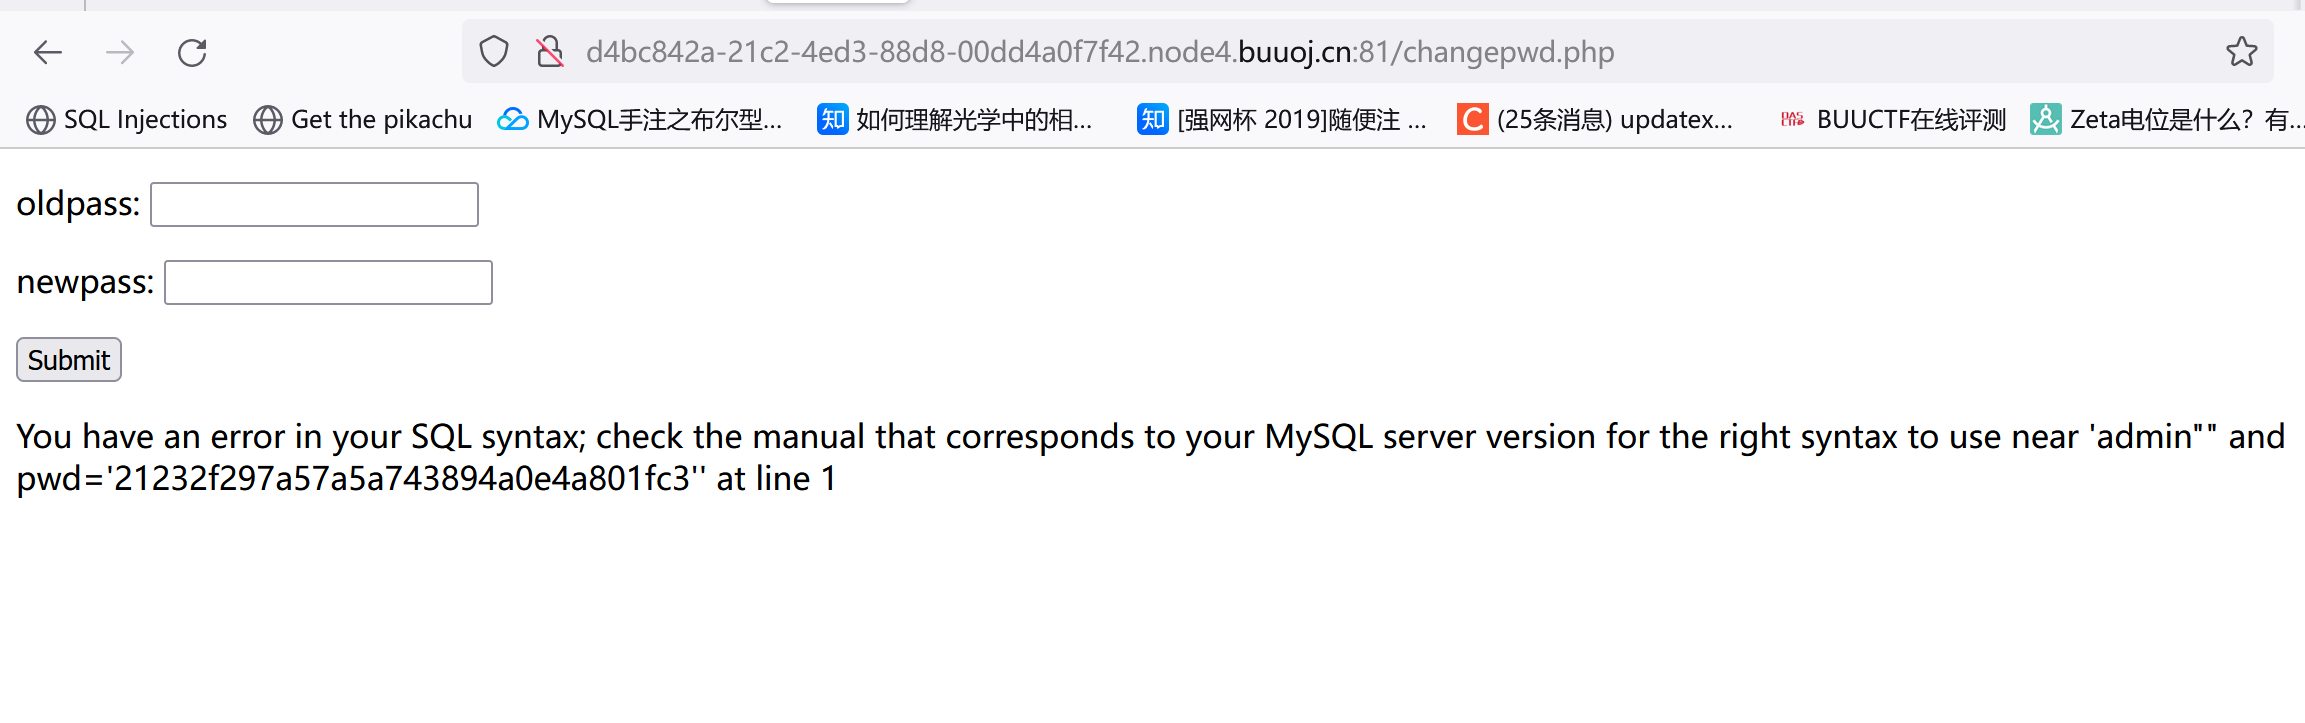 d4bc842a-21c2-4ed3-88d8-00dd4a0f7f42.node4.buuoj.cn:81/changepwd.php
SQL Injections Get the pikachu MySQL手注之布尔型... 知 如何理解光学中的相... 知 [强网杯 2019]随便注 ... C (25条消息) updatex... BUUCTF在线评测 Zeta电位是什么？有...
oldpass:
newpass:
Submit
You have an error in your SQL syntax; check the manual that corresponds to your MySQL server version for the right syntax to use near 'admin"" and
pwd='21232f297a57a5a743894a0e4a801fc3'' at line 1